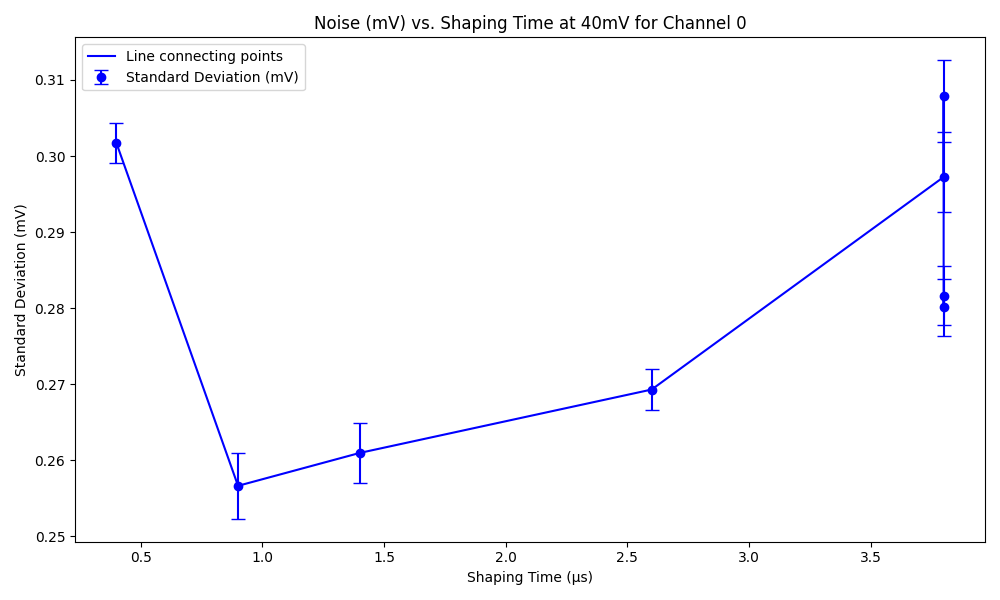 Noise (mV) vs. Shaping Time at 40mV for Channel 0
Line connecting points
Standard Deviation (mV)
Standard Deviation (mV)
0.31
0.30
0.29
0.28
0.27
0.26
0.25
0.5 1.0 1.5 2.0 2.5 3.0 3.5
Shaping Time (μs)